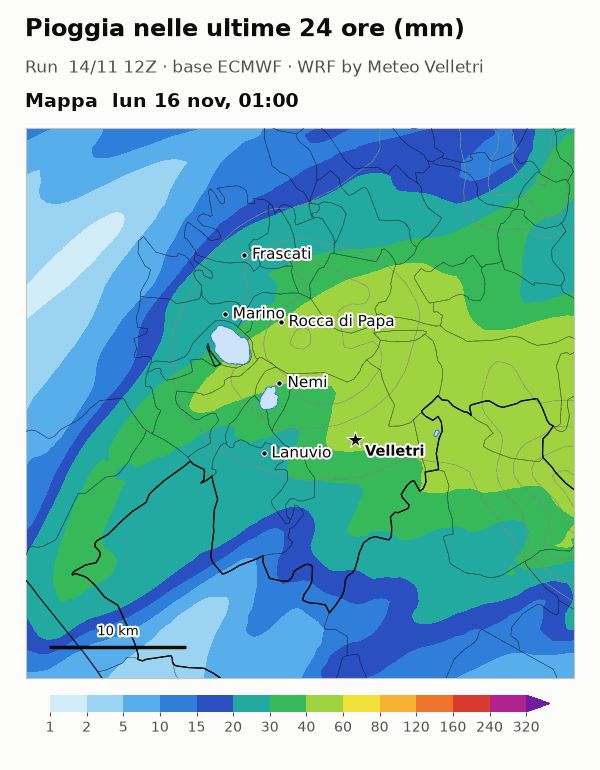 Pioggia nelle ultime 24 ore (mm)
Run  14/11 12Z · base ECMWF · WRF by Meteo Velletri
Mappa  lun 16 nov, 01:00
Frascati
Marino
Rocca di Papa
Nemi
Velletri
Lanuvio
10 km
1 2 5 10 15 20 30 40 60 80 120 160 240 320